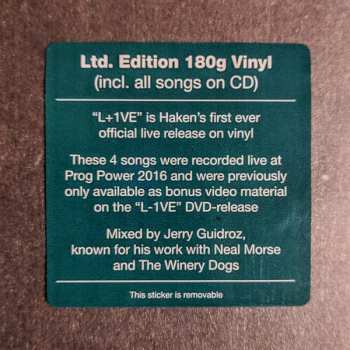 Ltd. Edition 180g Vinyl
(incl. all songs on CD)
“L+1VE” is Haken’s first ever
official live release on vinyl
These 4 songs were recorded live at
Prog Power 2016 and were previously
only available as bonus video material
on the “L-1VE” DVD-release
Mixed by Jerry Guidroz,
known for his work with Neal Morse
and The Winery Dogs
This sticker is removable